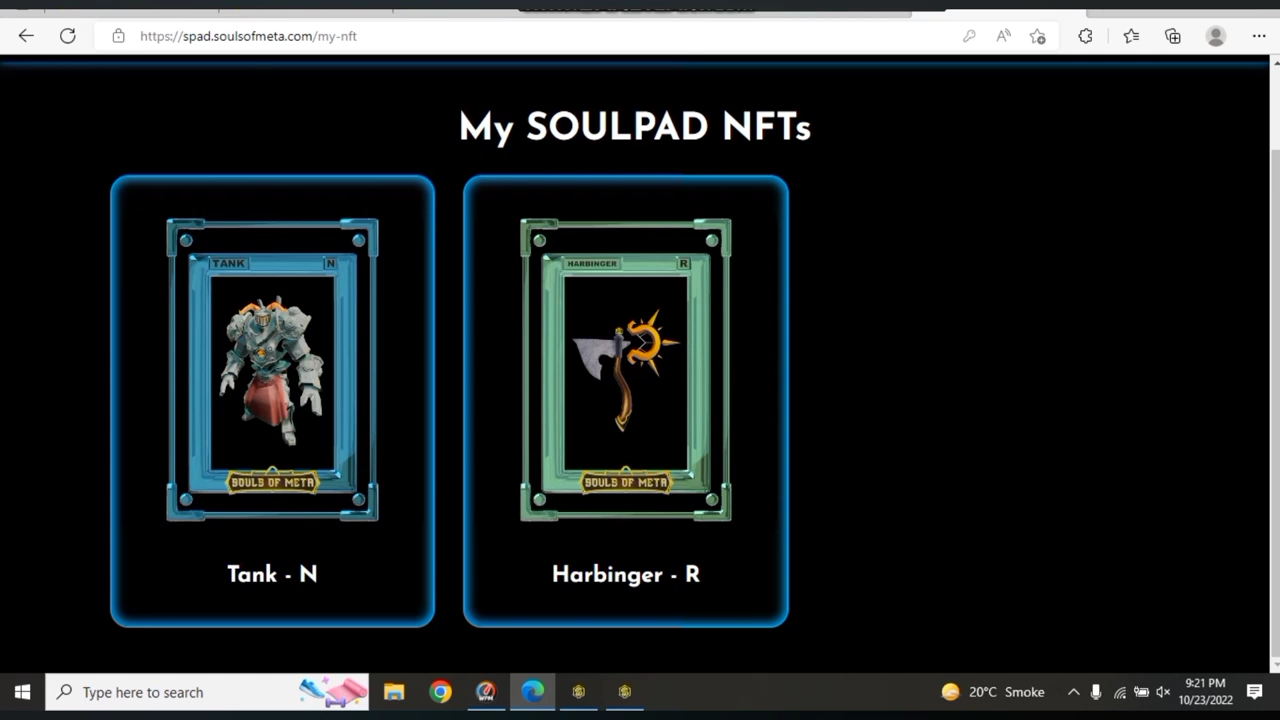 https://spad.soulsofmeta.com/my-nft
My SOULPAD NFTs
TANK N
HARBINGER R
SOULS OF META
SOULS OF META
Tank - N
Harbinger - R
Type here to search
20°C Smoke
9:21 PM
10/23/2022